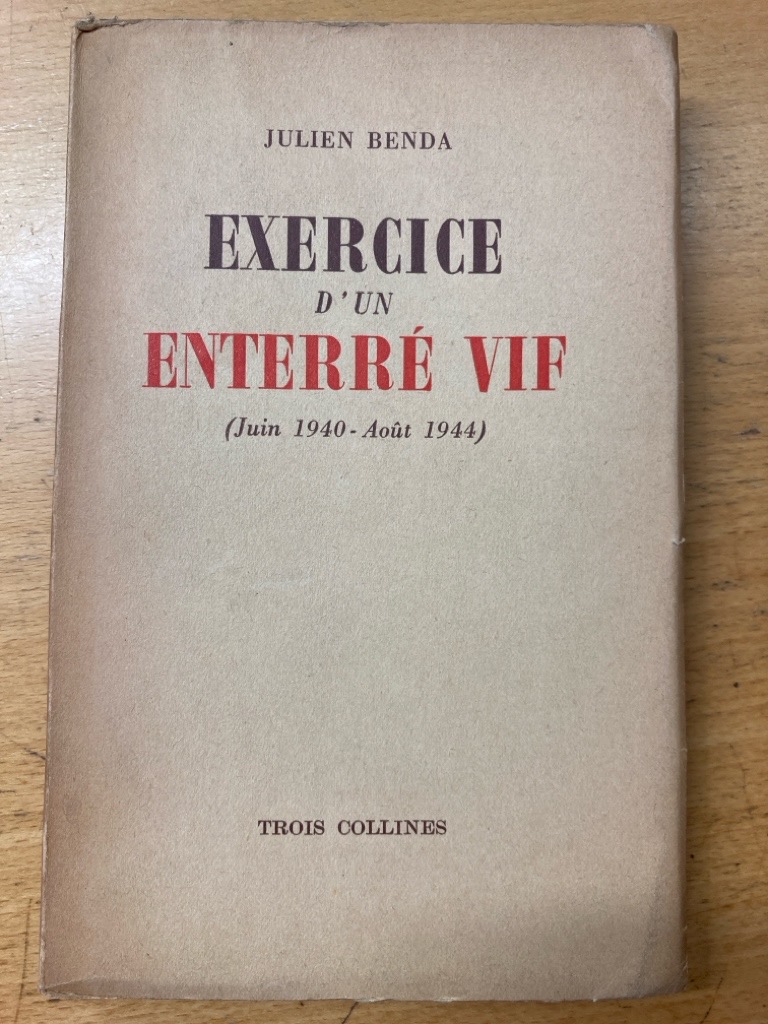 JULIEN BENDA
EXERCICE
D'UN
ENTERRÉ VIF
(Juin 1940 - Août 1944)
TROIS COLLINES